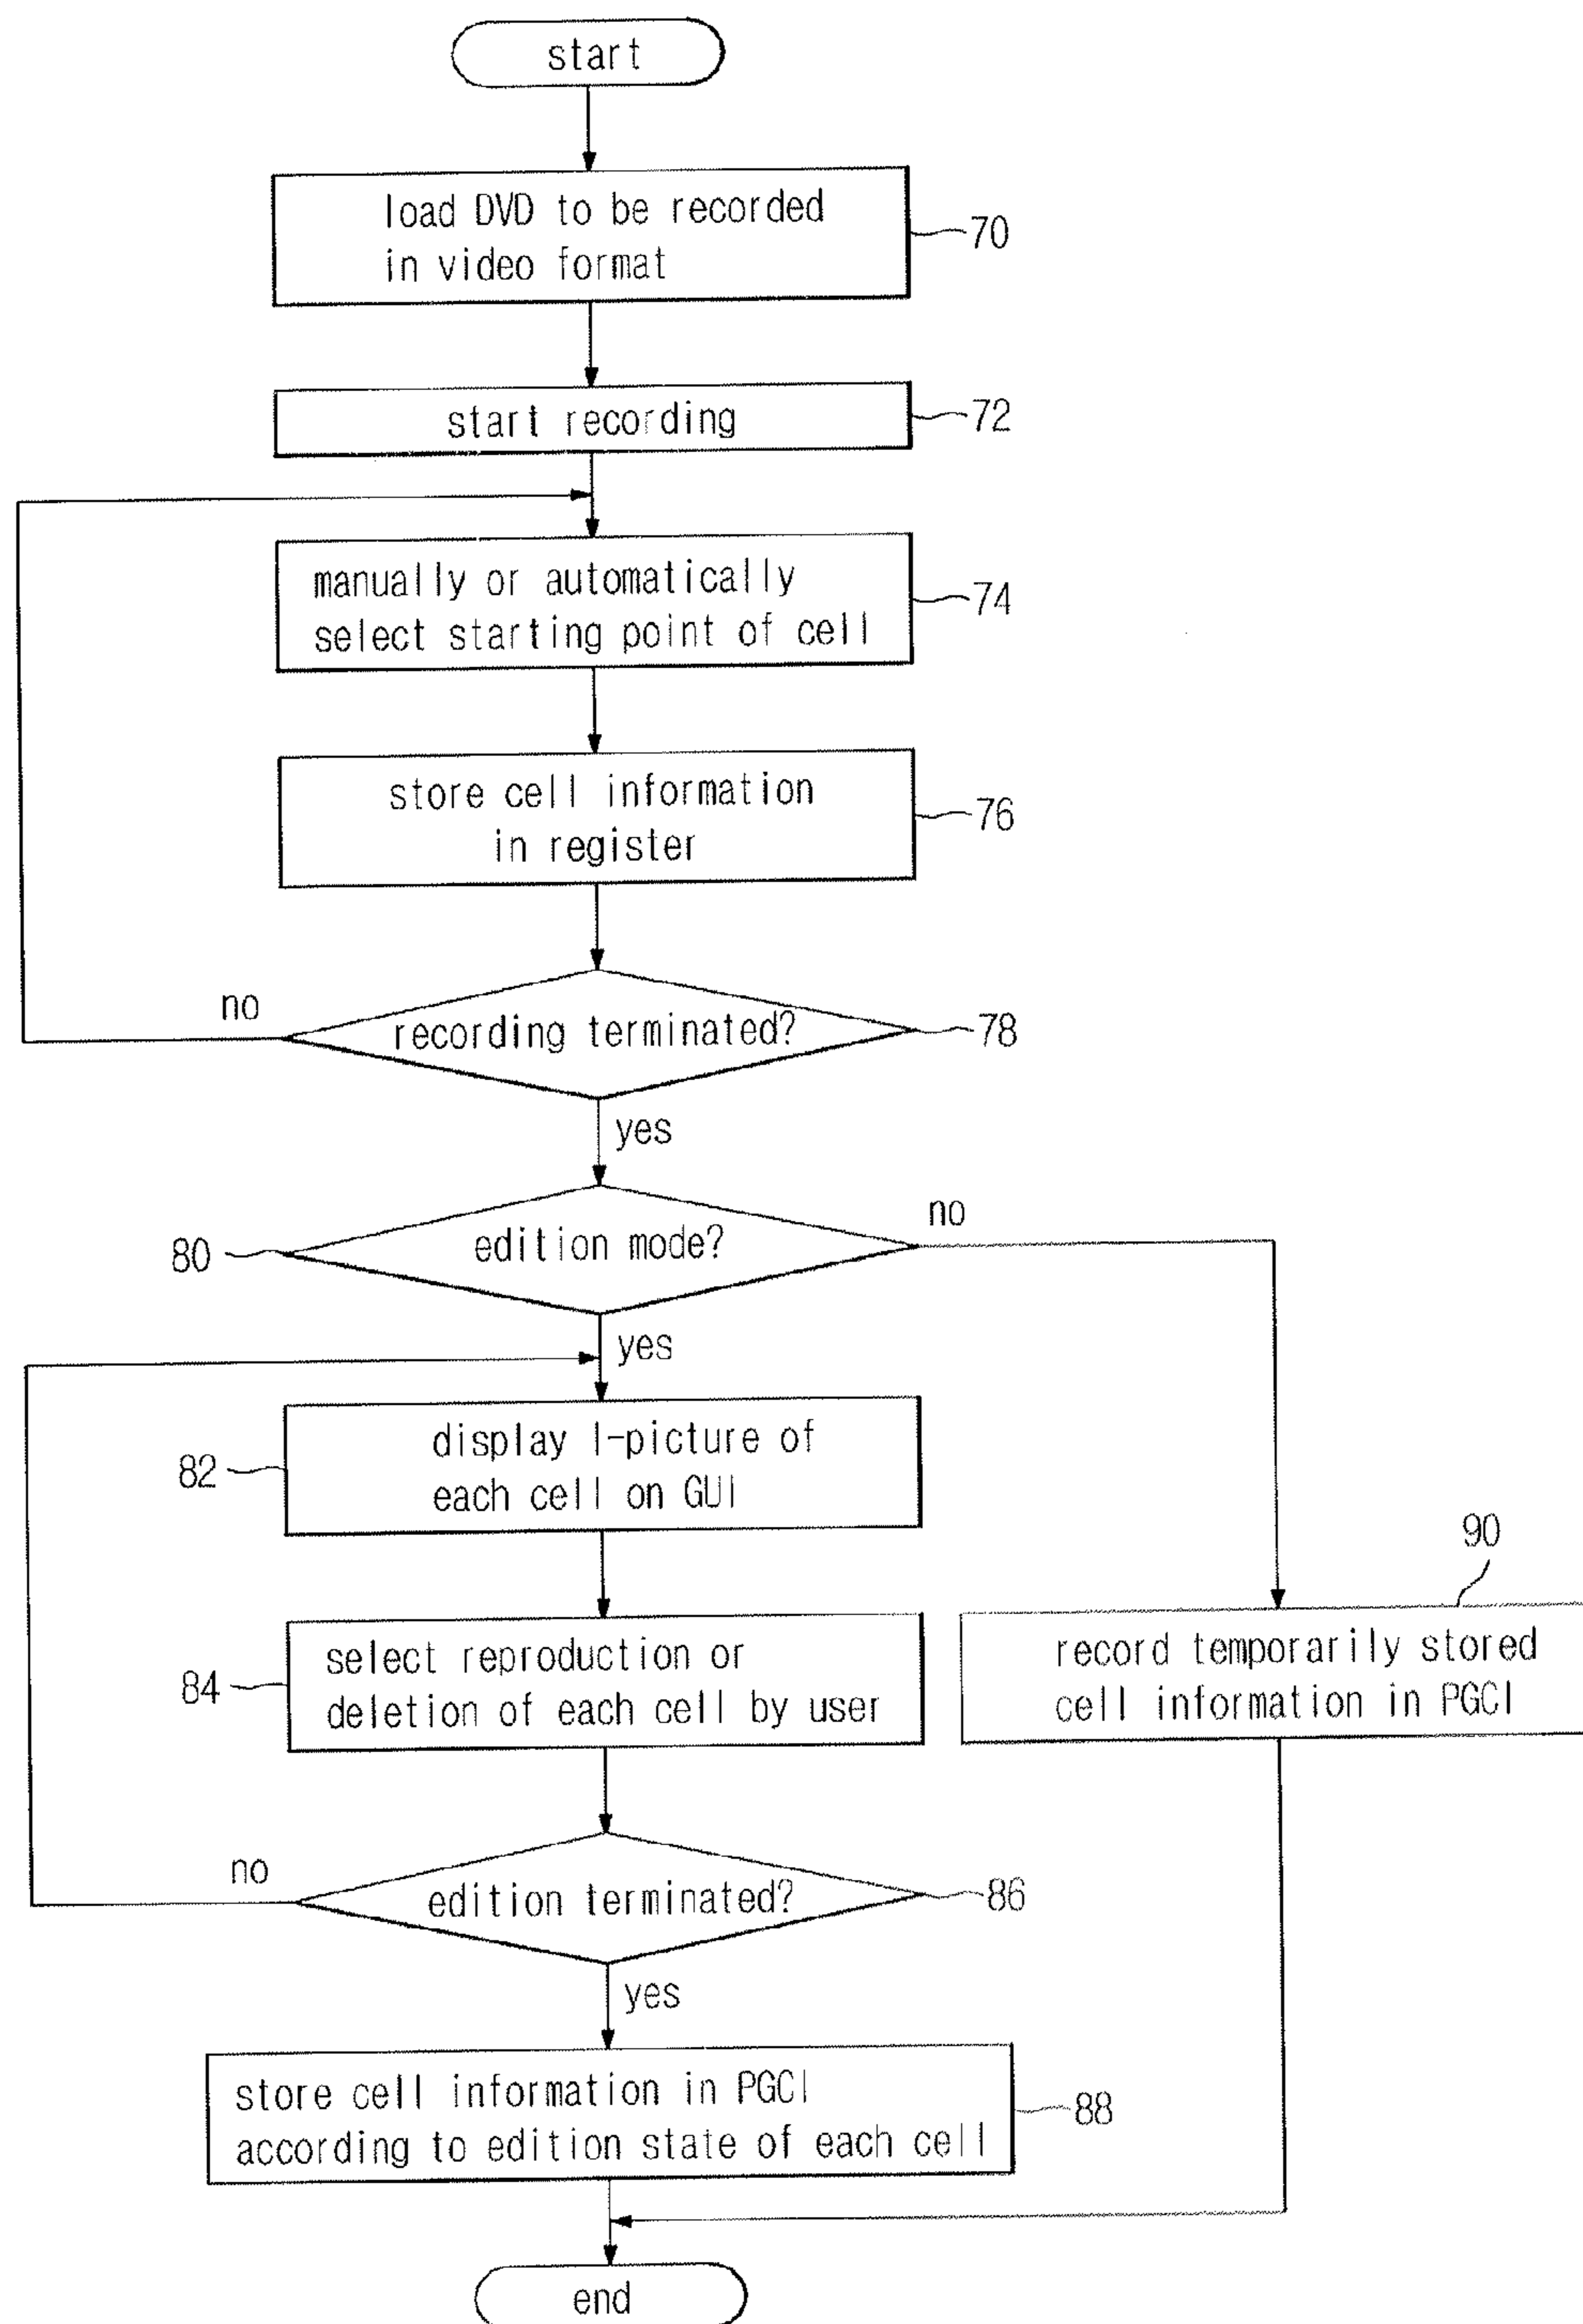 start
load DVD to be recorded
in video format
70
start recording
72
manually or automatically
select starting point of cell
74
store cell information
in register
76
no
recording terminated?
78
yes
80
edition mode?
no
yes
82
display I-picture of
each cell on GUI
90
84
select reproduction or
deletion of each cell by user
record temporarily stored
cell information in PGCI
no
edition terminated?
86
yes
store cell information in PGCI
according to edition state of each cell
88
end